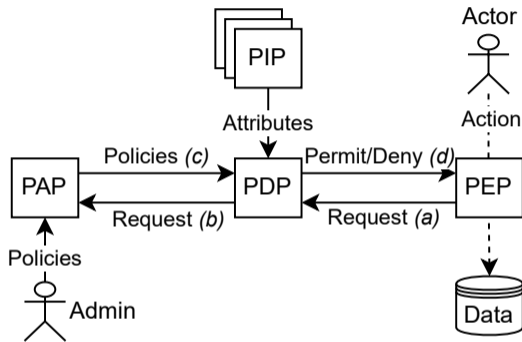 Actor
PIP
Attributes
Action
Policies (c)
Permit/Deny (d)
PAP
PDP
PEP
Request (b)
Request (a)
Policies
Admin
Data